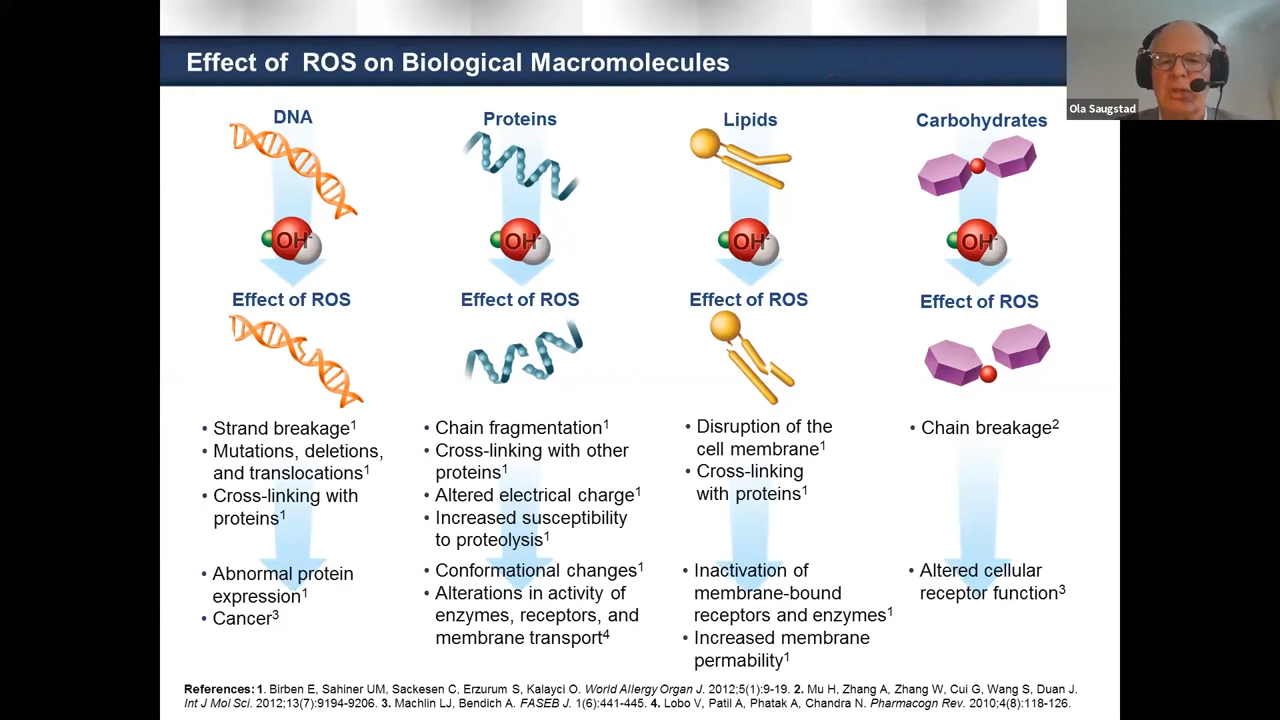 Effect of ROS on Biological Macromolecules
Ola Saugstad
DNA
OH-
Effect of ROS
• Strand breakage1
• Mutations, deletions,
and translocations1
• Cross-linking with
proteins1
• Abnormal protein
expression1
• Cancer3
Proteins
OH-
Effect of ROS
• Chain fragmentation1
• Cross-linking with other
proteins1
• Altered electrical charge1
• Increased susceptibility
to proteolysis1
• Conformational changes1
• Alterations in activity of
enzymes, receptors, and
membrane transport4
Lipids
OH-
Effect of ROS
• Disruption of the
cell membrane1
• Cross-linking
with proteins1
• Inactivation of
membrane-bound
receptors and enzymes1
• Increased membrane
permability1
Carbohydrates
OH-
Effect of ROS
• Chain breakage2
• Altered cellular
receptor function3
References: 1. Birben E, Sahiner UM, Sackesen C, Erzurum S, Kalayci O. World Allergy Organ J. 2012;5(1):9-19. 2. Mu H, Zhang A, Zhang W, Cui G, Wang S, Duan J.
Int J Mol Sci. 2012;13(7):9194-9206. 3. Machlin LJ, Bendich A. FASEB J. 1(6):441-445. 4. Lobo V, Patil A, Phatak A, Chandra N. Pharmacogn Rev. 2010;4(8):118-126.